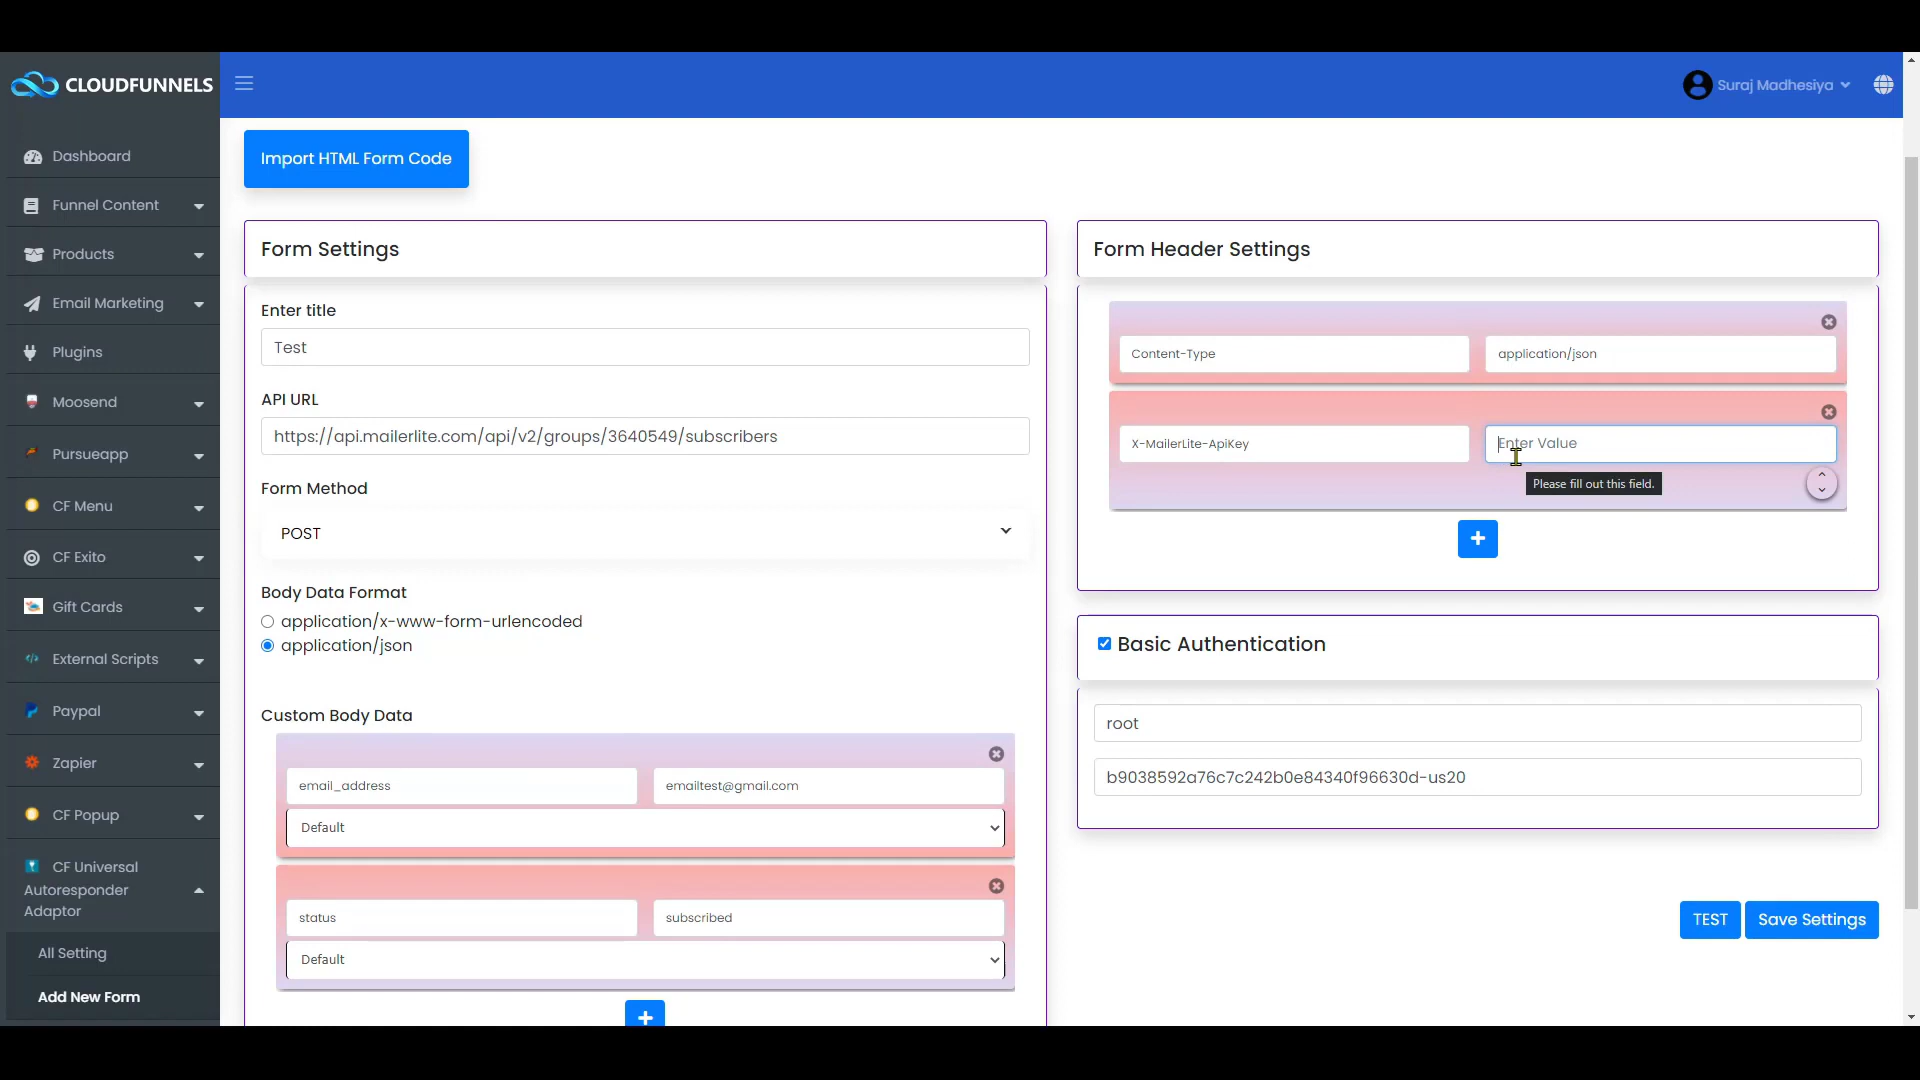 CLOUDFUNNELS
Suraj Madhesiya
Dashboard
Funnel Content
Products
Email Marketing
Plugins
Moosend
Pursueapp
CF Menu
CF Exito
Gift Cards
External Scripts
Paypal
Zapier
CF Popup
CF Universal
Autoresponder
Adaptor
All Setting
Add New Form
Import HTML Form Code
Form Settings
Enter title
Test
API URL
https://api.mailerlite.com/api/v2/groups/3640549/subscribers
Form Method
POST
Body Data Format
application/x-www-form-urlencoded
application/json
Custom Body Data
email_address emailtest@gmail.com
Default
status subscribed
Default
+
Form Header Settings
Content-Type application/json
X-MailerLite-ApiKey Enter Value
Please fill out this field.
+
Basic Authentication
root
b9038592a76c7c242b0e84340f96630d-us20
TEST Save Settings